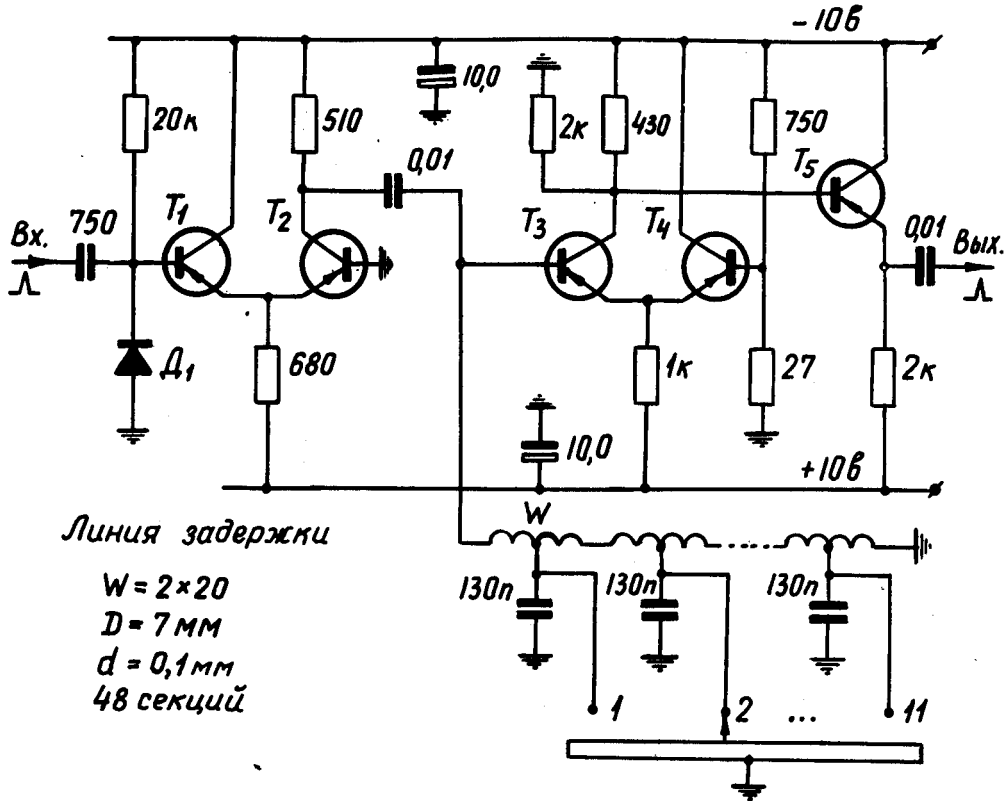 - 10в
20к
510
10,0
2к
430
750
0,01
T₁
T₂
T₃
T₄
T₅
Вх.
750
0,01
Вых.
Д₁
680
1к
27
2к
10,0
+10в
Линия задержки
W
W = 2×20
D = 7 мм
d = 0,1 мм
48 секций
130п
130п
130п
1
2
...
11